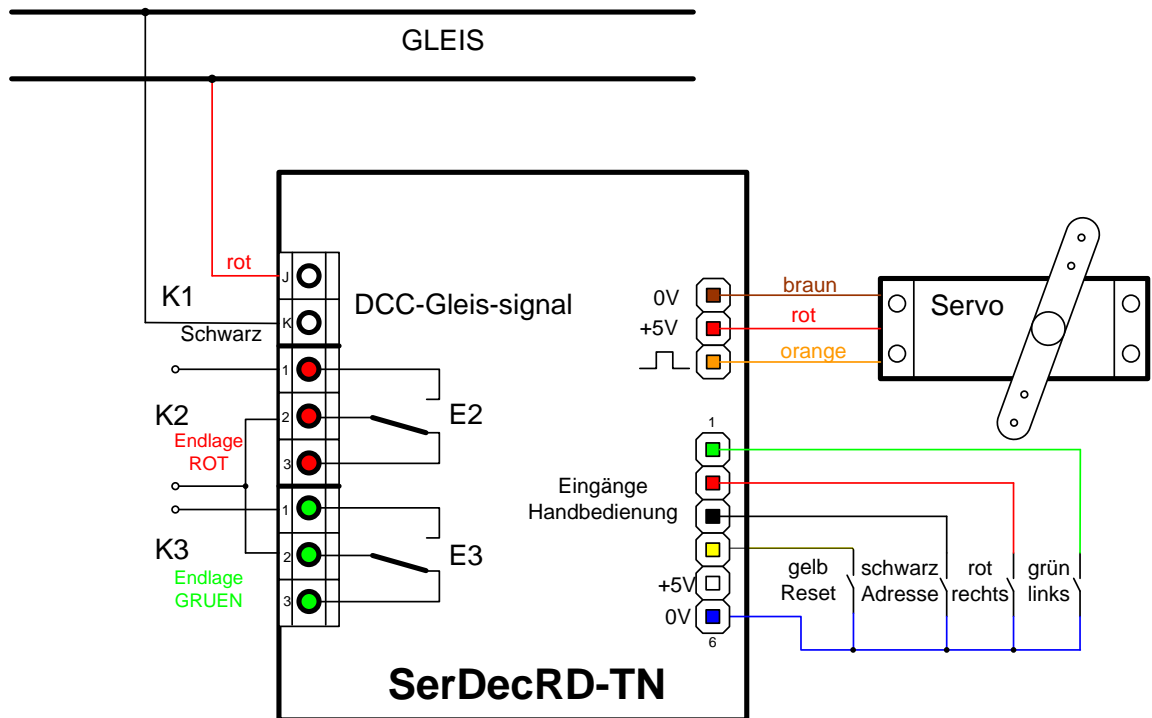 GLEIS
rot
K1
Schwarz
J
K
DCC-Gleis-signal
1
2
3
K2
Endlage
ROT
E2
1
2
3
K3
Endlage
GRUEN
E3
0V
+5V
braun
rot
orange
Servo
1
Eingänge
Handbedienung
+5V
0V
6
gelb
Reset
schwarz
Adresse
rot
rechts
grün
links
SerDecRD-TN